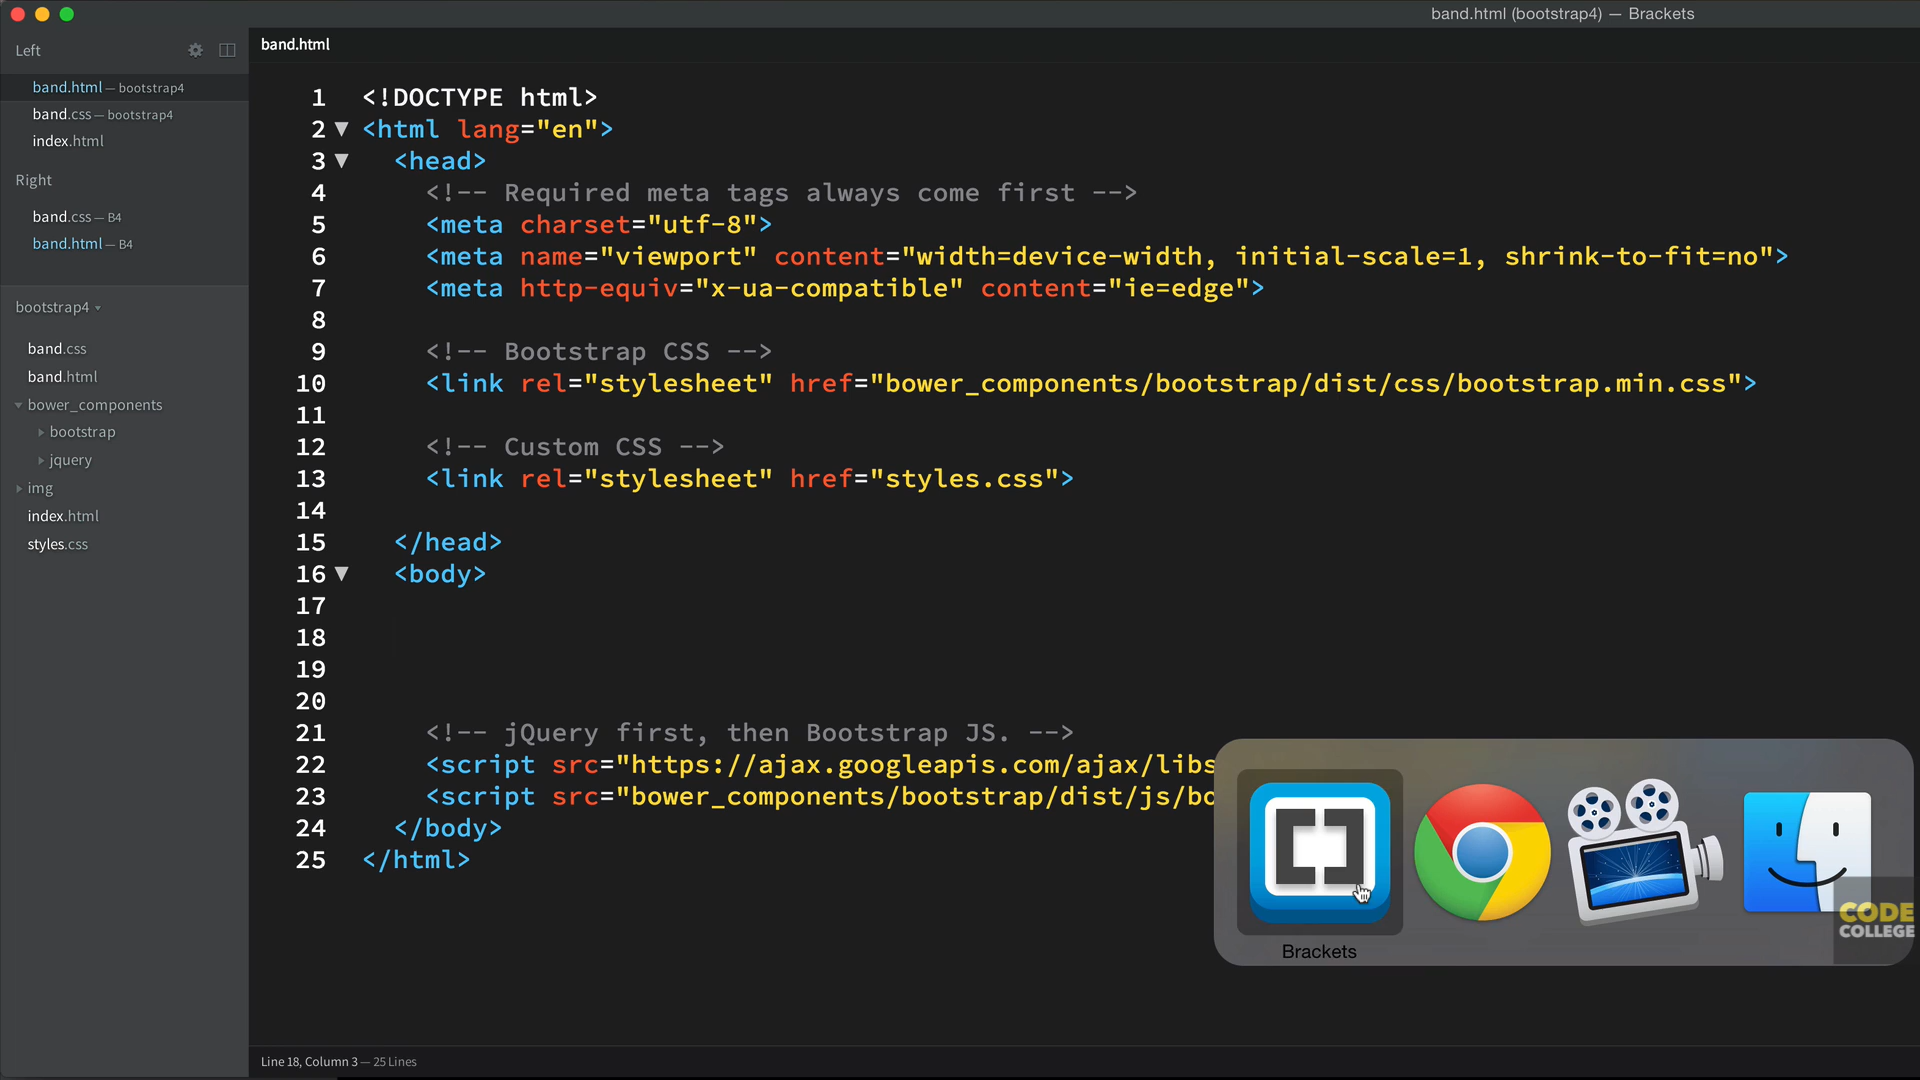 band.html (bootstrap4) — Brackets
Left
band.html — bootstrap4
band.css — bootstrap4
index.html
Right
band.css — B4
band.html — B4
bootstrap4
band.css
band.html
bower_components
bootstrap
jquery
img
index.html
styles.css
band.html
1 <!DOCTYPE html>
2 <html lang="en">
3 <head>
4 <!-- Required meta tags always come first -->
5 <meta charset="utf-8">
6 <meta name="viewport" content="width=device-width, initial-scale=1, shrink-to-fit=no">
7 <meta http-equiv="x-ua-compatible" content="ie=edge">
8
9 <!-- Bootstrap CSS -->
10 <link rel="stylesheet" href="bower_components/bootstrap/dist/css/bootstrap.min.css">
11
12 <!-- Custom CSS -->
13 <link rel="stylesheet" href="styles.css">
14
15 </head>
16 <body>
17
18
19
20
21 <!-- jQuery first, then Bootstrap JS. -->
22 <script src="https://ajax.googleapis.com/ajax/libs
23 <script src="bower_components/bootstrap/dist/js/bo
24 </body>
25 </html>
Brackets
CODE
COLLEGE
Line 18, Column 3 — 25 Lines